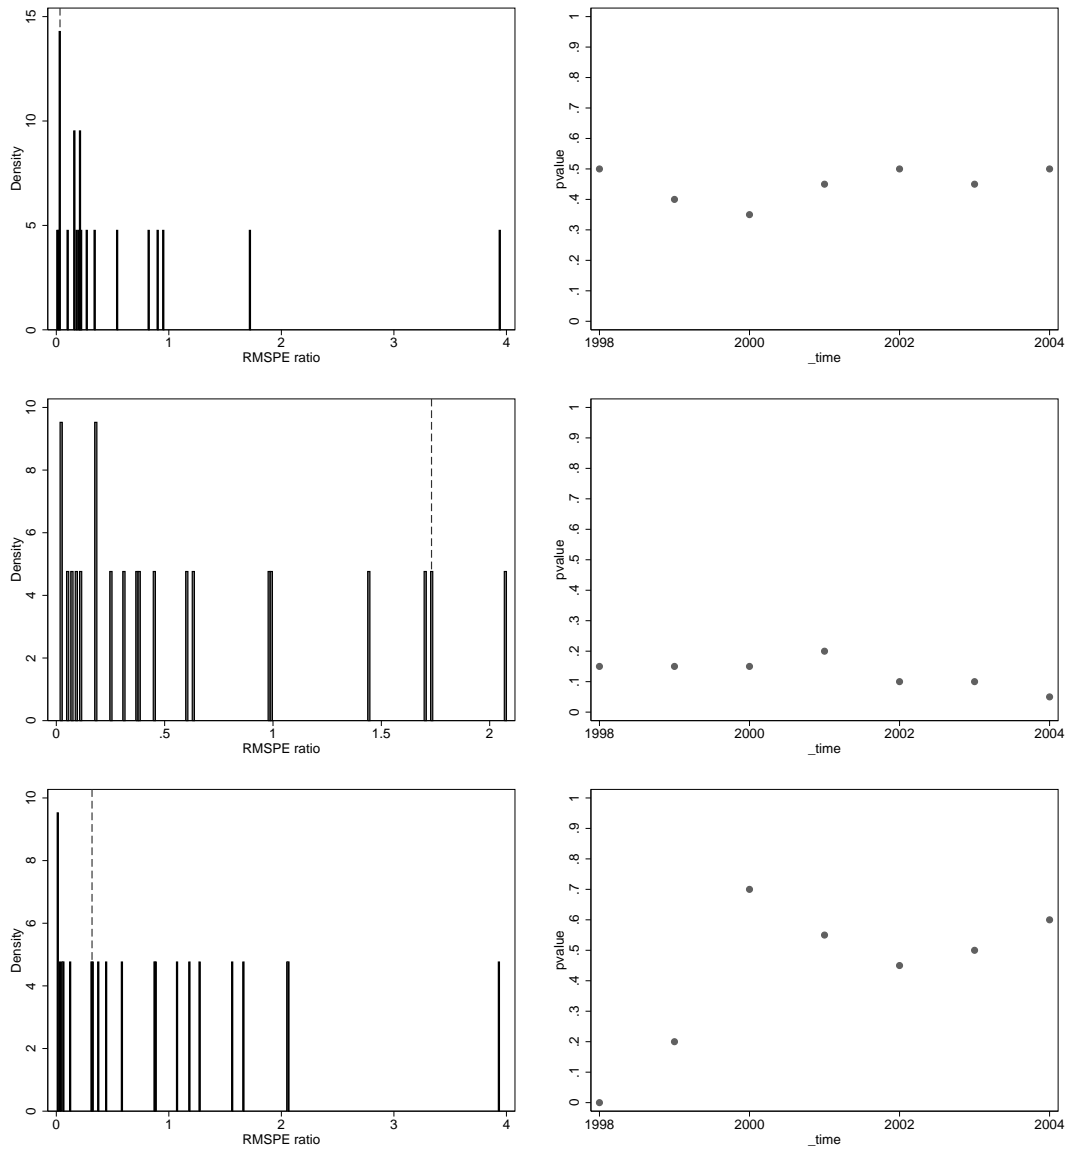 Density
15
10
5
0
0 1 2 3 4
RMSPE ratio
pvalue
1
.9
.8
.7
.6
.5
.4
.3
.2
.1
0
1998 2000 2002 2004
_time
Density
10
8
6
4
2
0
0 .5 1 1.5 2
RMSPE ratio
pvalue
1
.9
.8
.7
.6
.5
.4
.3
.2
.1
0
1998 2000 2002 2004
_time
Density
10
8
6
4
2
0
0 1 2 3 4
RMSPE ratio
pvalue
1
.9
.8
.7
.6
.5
.4
.3
.2
.1
0
1998 2000 2002 2004
_time